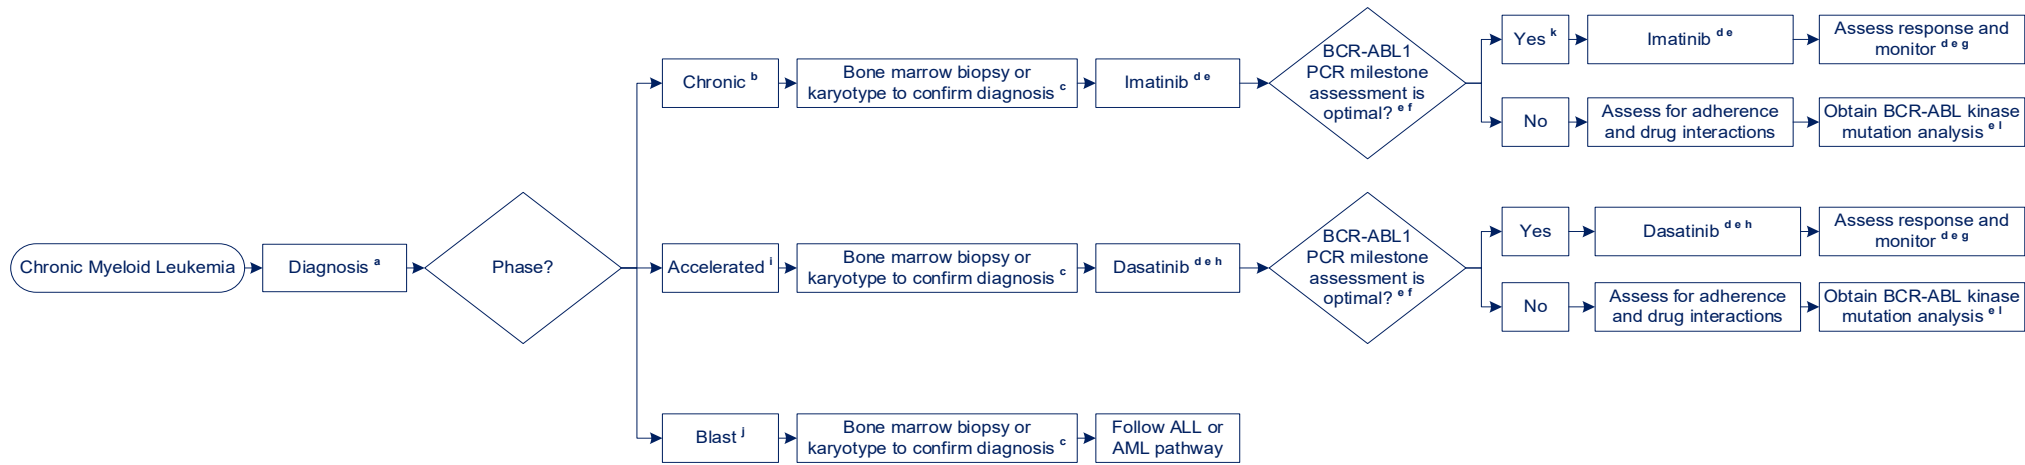 Chronic Myeloid Leukemia
Diagnosis a
Phase?
Chronic b
Bone marrow biopsy or
karyotype to confirm diagnosis c
Imatinib d e
BCR-ABL1
PCR milestone
assessment is
optimal? e f
Yes k
Imatinib d e
Assess response and
monitor d e g
No
Assess for adherence
and drug interactions
Obtain BCR-ABL kinase
mutation analysis e l
Accelerated i
Bone marrow biopsy or
karyotype to confirm diagnosis c
Dasatinib d e h
BCR-ABL1
PCR milestone
assessment is
optimal? e f
Yes
Dasatinib d e h
Assess response and
monitor d e g
No
Assess for adherence
and drug interactions
Obtain BCR-ABL kinase
mutation analysis e l
Blast j
Bone marrow biopsy or
karyotype to confirm diagnosis c
Follow ALL or
AML pathway